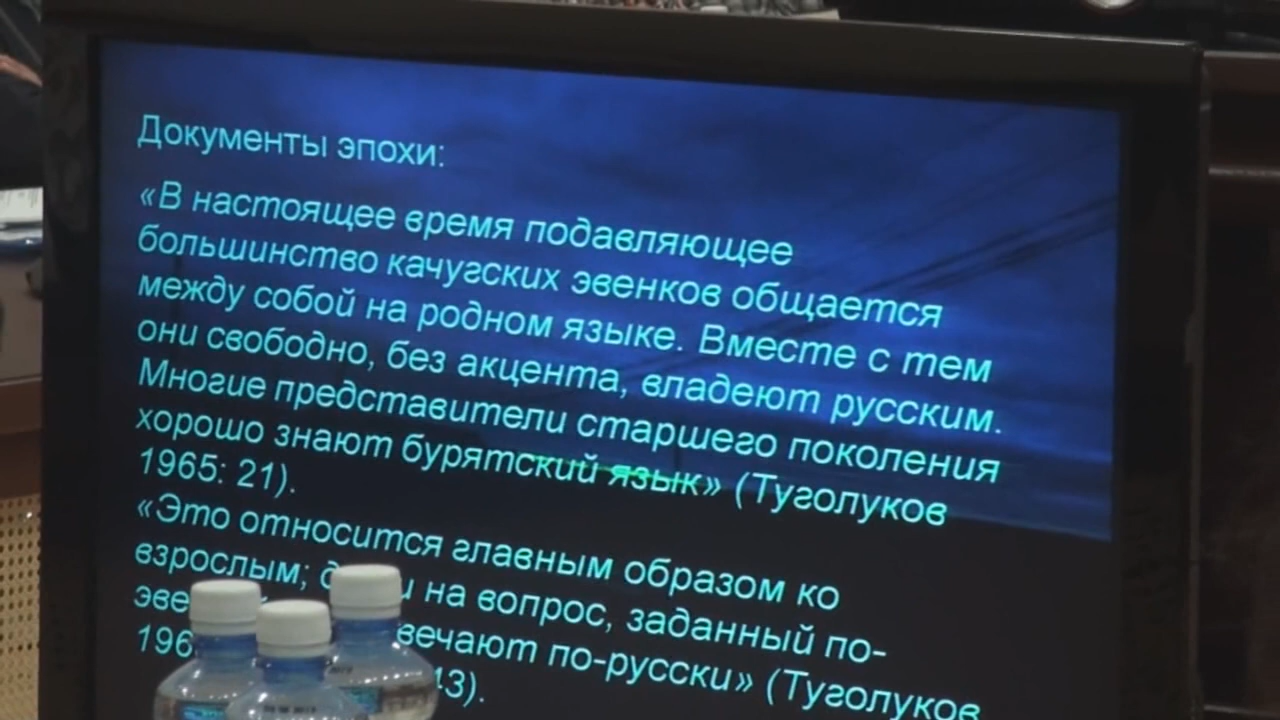 Документы эпохи:
«В настоящее время подавляющее
большинство качугских эвенков общается
между собой на родном языке. Вместе с тем
они свободно, без акцента, владеют русским.
Многие представители старшего поколения
хорошо знают бурятский язык» (Туголуков
1965: 21).
«Это относится главным образом ко
взрослым; на вопрос, заданный по-
по-русски» (Туголуков